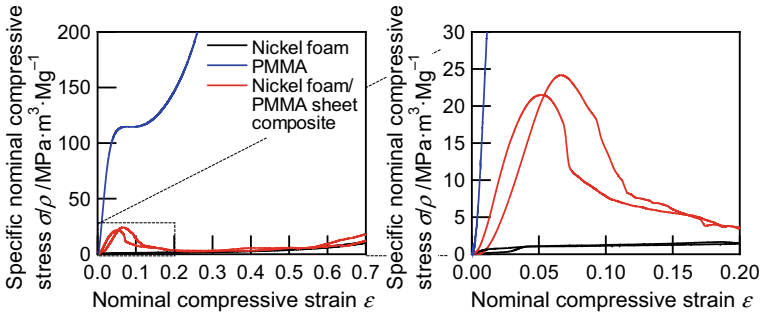 Specific nominal compressive
stress σ/ρ /MPa·m³·Mg⁻¹
200
150
100
50
0
0.0
0.1
0.2
0.3
0.4
0.5
0.6
0.7
Nominal compressive strain ε
Nickel foam
PMMA
Nickel foam/
PMMA sheet
composite
Specific nominal compressive
stress σ/ρ /MPa·m³·Mg⁻¹
30
25
20
15
10
5
0
0.00
0.05
0.10
0.15
0.20
Nominal compressive strain ε